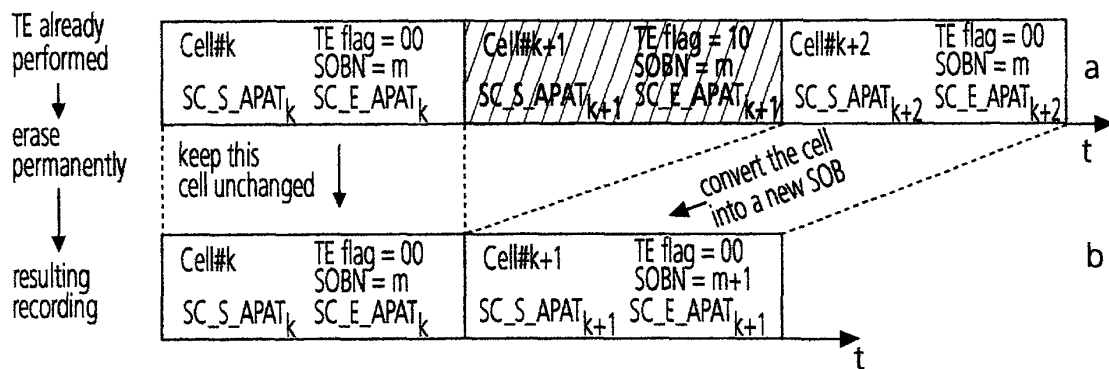 TE already
performed
erase
permanently
resulting
recording
Cell#k TE flag = 00
SOBN = m
SC_S_APAT_k SC_E_APAT_k
Cell#k+1 TE flag = 10
SOBN = m
SC_S_APAT_k+1 SC_E_APAT_k+1
Cell#k+2 TE flag = 00
SOBN = m
SC_S_APAT_k+2 SC_E_APAT_k+2
a
t
keep this
cell unchanged
convert the cell
into a new SOB
Cell#k TE flag = 00
SOBN = m
SC_S_APAT_k SC_E_APAT_k
Cell#k+1 TE flag = 00
SOBN = m+1
SC_S_APAT_k+1 SC_E_APAT_k+1
b
t